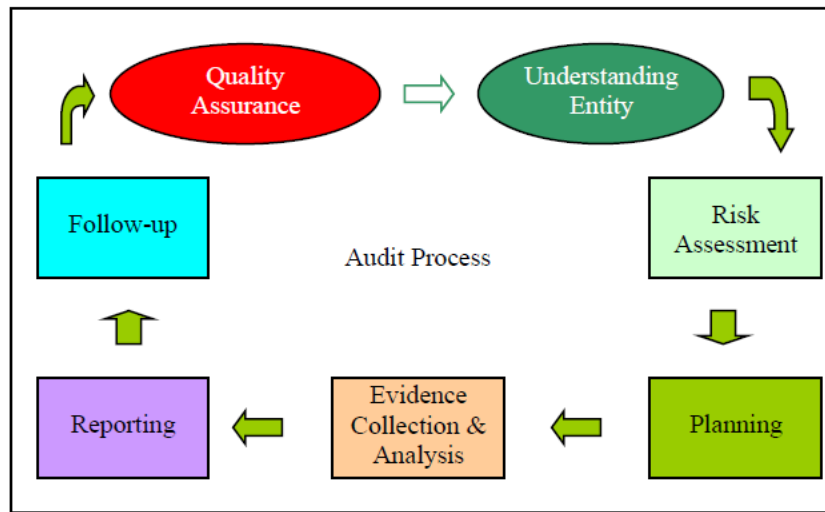 Quality
Assurance
Understanding
Entity
Follow-up
Risk
Assessment
Audit Process
Reporting
Evidence
Collection &
Analysis
Planning